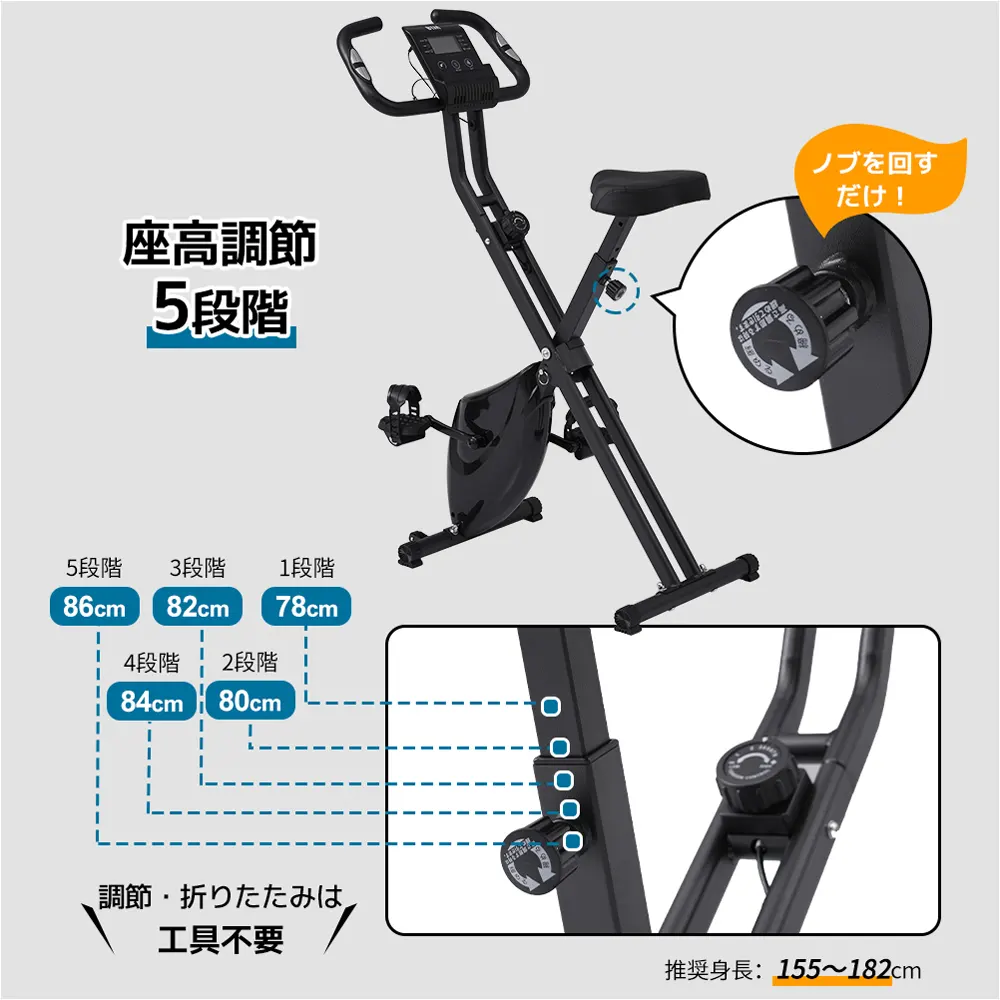 ノブを回す
だけ！
座高調節
5段階
5段階
3段階
1段階
86cm
82cm
78cm
4段階
2段階
84cm
80cm
調節・折りたたみは
工具不要
推奨身長：155〜182cm